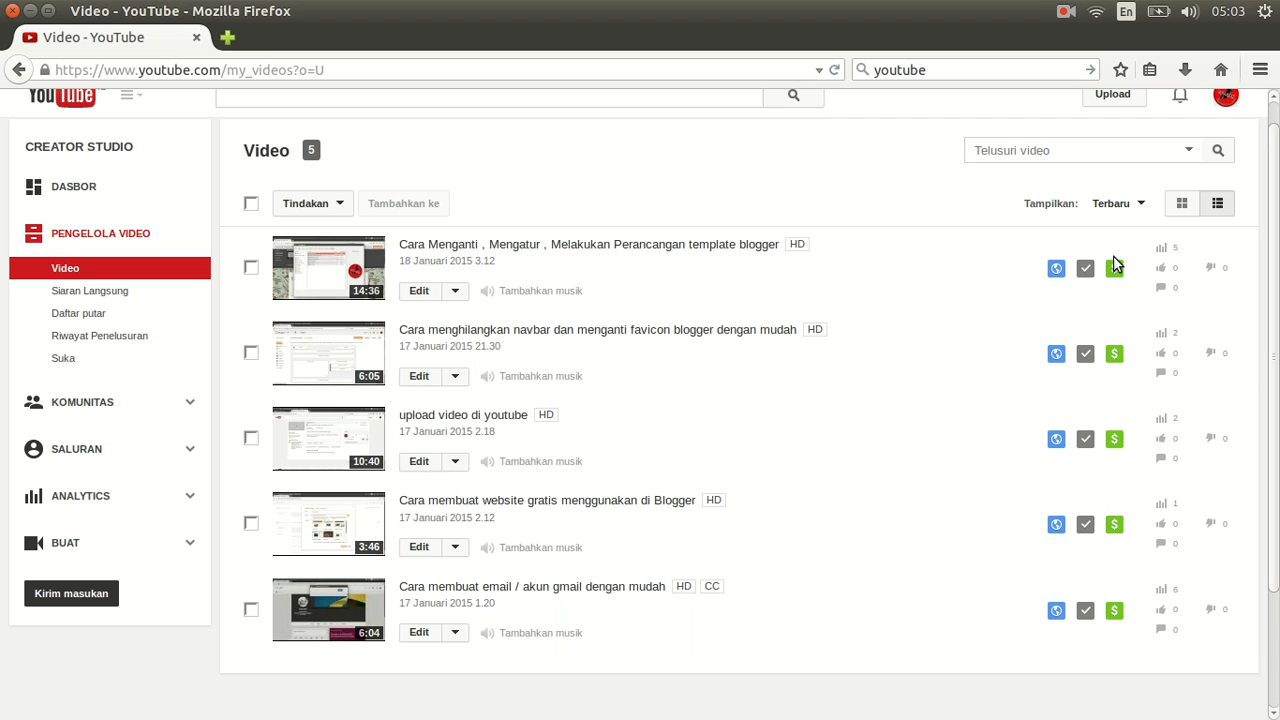 Video - YouTube - Mozilla Firefox
En
05:03
Video - YouTube
https://www.youtube.com/my_videos?o=U
youtube
YouTube
Upload
CREATOR STUDIO
DASBOR
PENGELOLA VIDEO
Video
Siaran Langsung
Daftar putar
Riwayat Penelusuran
Suka
KOMUNITAS
SALURAN
ANALYTICS
BUAT
Kirim masukan
Video 5
Telusuri video
Tindakan
Tambahkan ke
Tampilkan: Terbaru
Cara Menganti , Mengatur , Melakukan Perancangan template blogger HD
18 Januari 2015 3.12
14:36
Edit
Tambahkan musik
5
0 0
0
Cara menghilangkan navbar dan menganti favicon blogger dengan mudah HD
17 Januari 2015 21.30
6:05
Edit
Tambahkan musik
$
2
0 0
0
upload video di youtube HD
17 Januari 2015 2.18
10:40
Edit
Tambahkan musik
$
2
0 0
0
Cara membuat website gratis menggunakan di Blogger HD
17 Januari 2015 2.12
3:46
Edit
Tambahkan musik
$
1
0 0
0
Cara membuat email / akun gmail dengan mudah HD CC
17 Januari 2015 1.20
6:04
Edit
Tambahkan musik
$
6
0 0
0